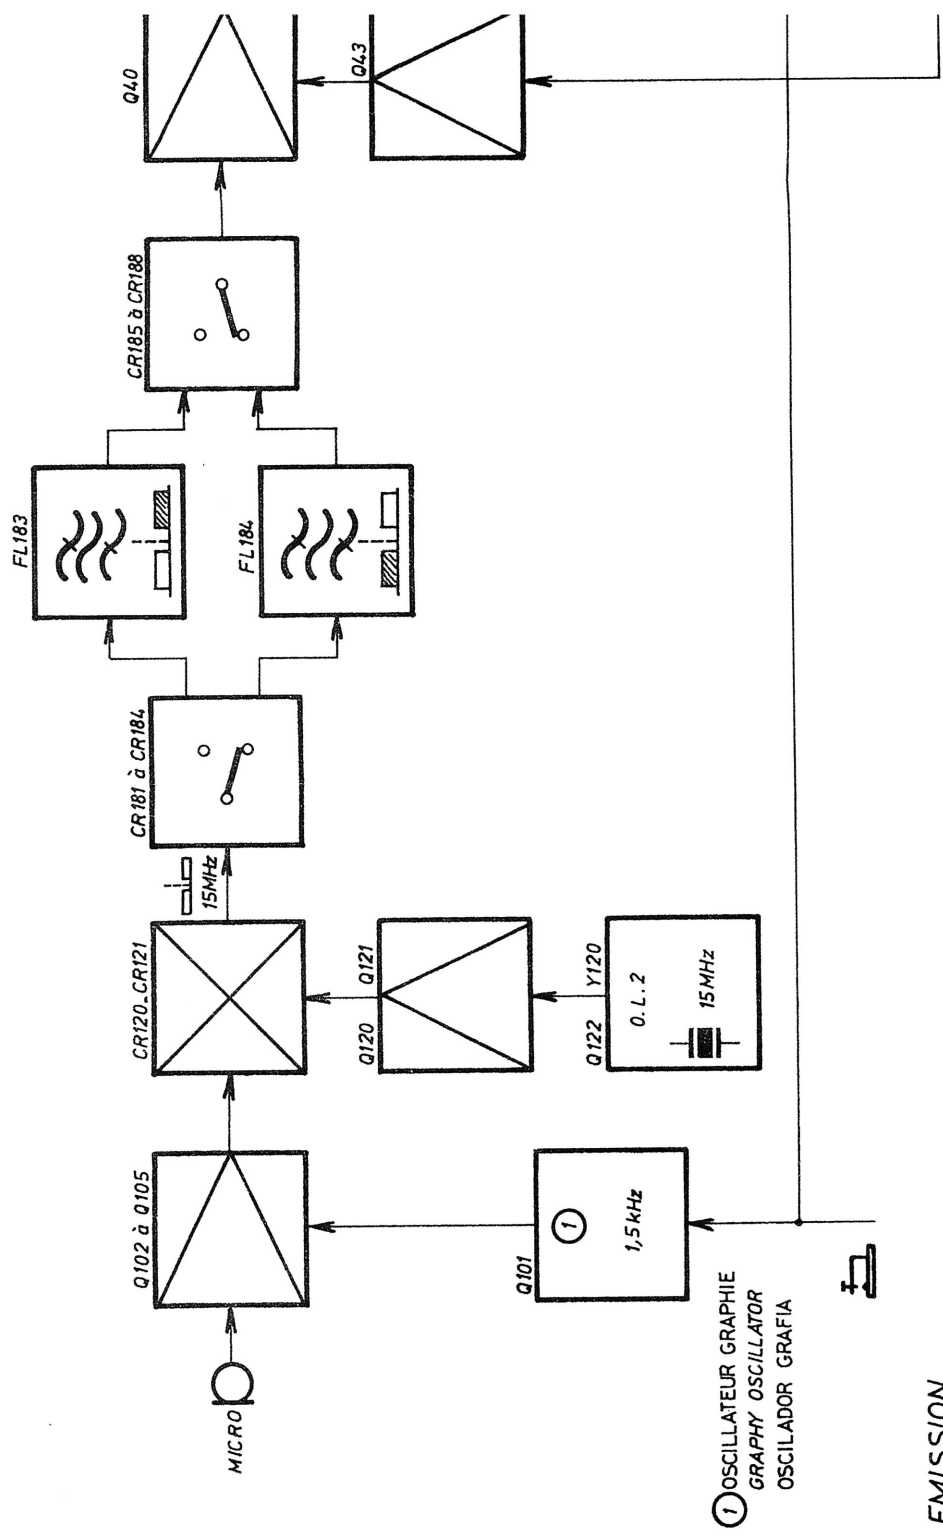 MICRO
Q102 à Q105
CR120_CR121
15MHz
CR181 à CR184
FL183
FL184
CR185 à CR188
Q40
Q43
Q120
Q121
Q122
Y120
O.L.2
15MHz
Q101
1
1,5kHz
1 OSCILLATEUR GRAPHIE
GRAPHY OSCILLATOR
OSCILADOR GRAFIA
EMISSION